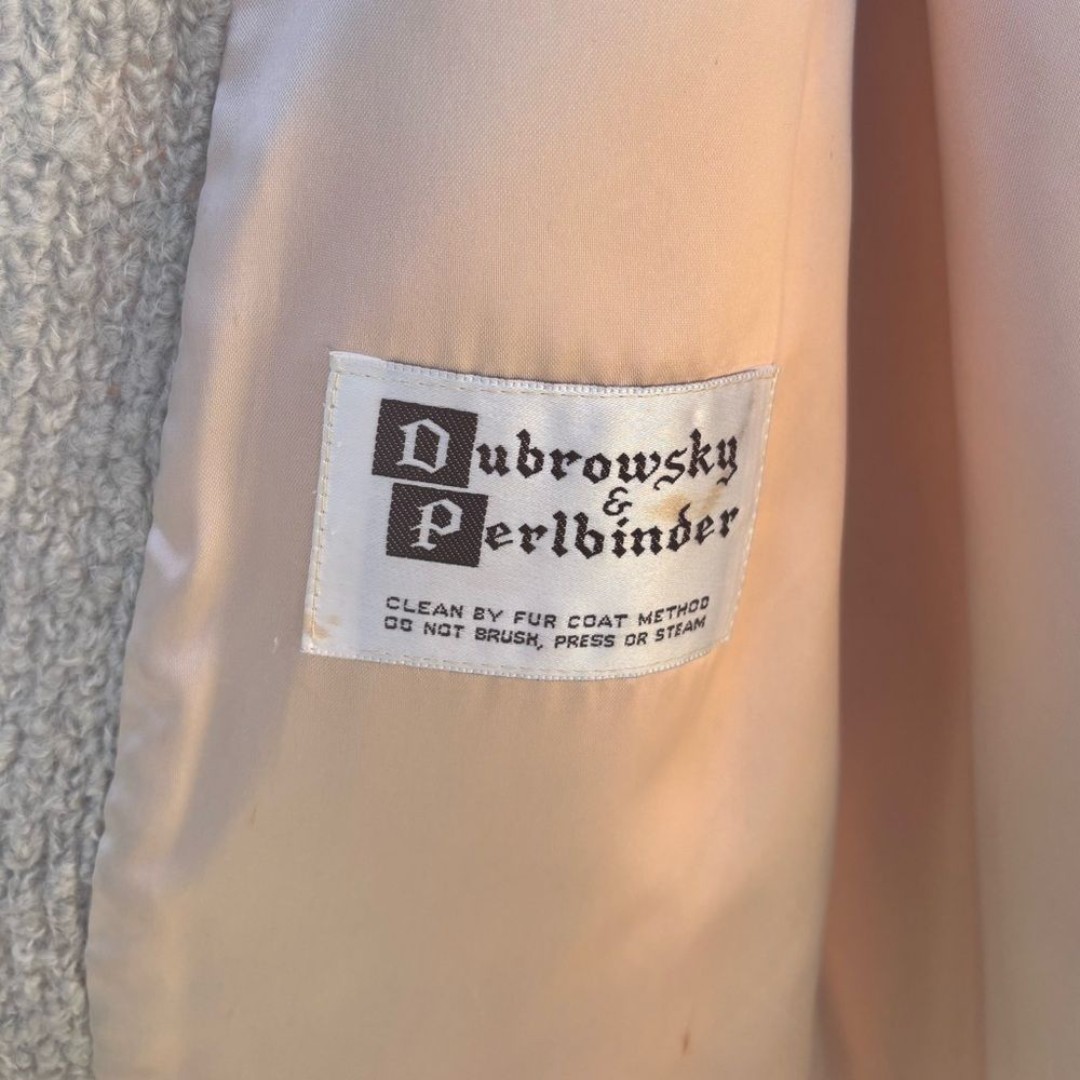 Dubrowsky
&
Perlbinder
CLEAN BY FUR COAT METHOD
DO NOT BRUSH, PRESS OR STEAM